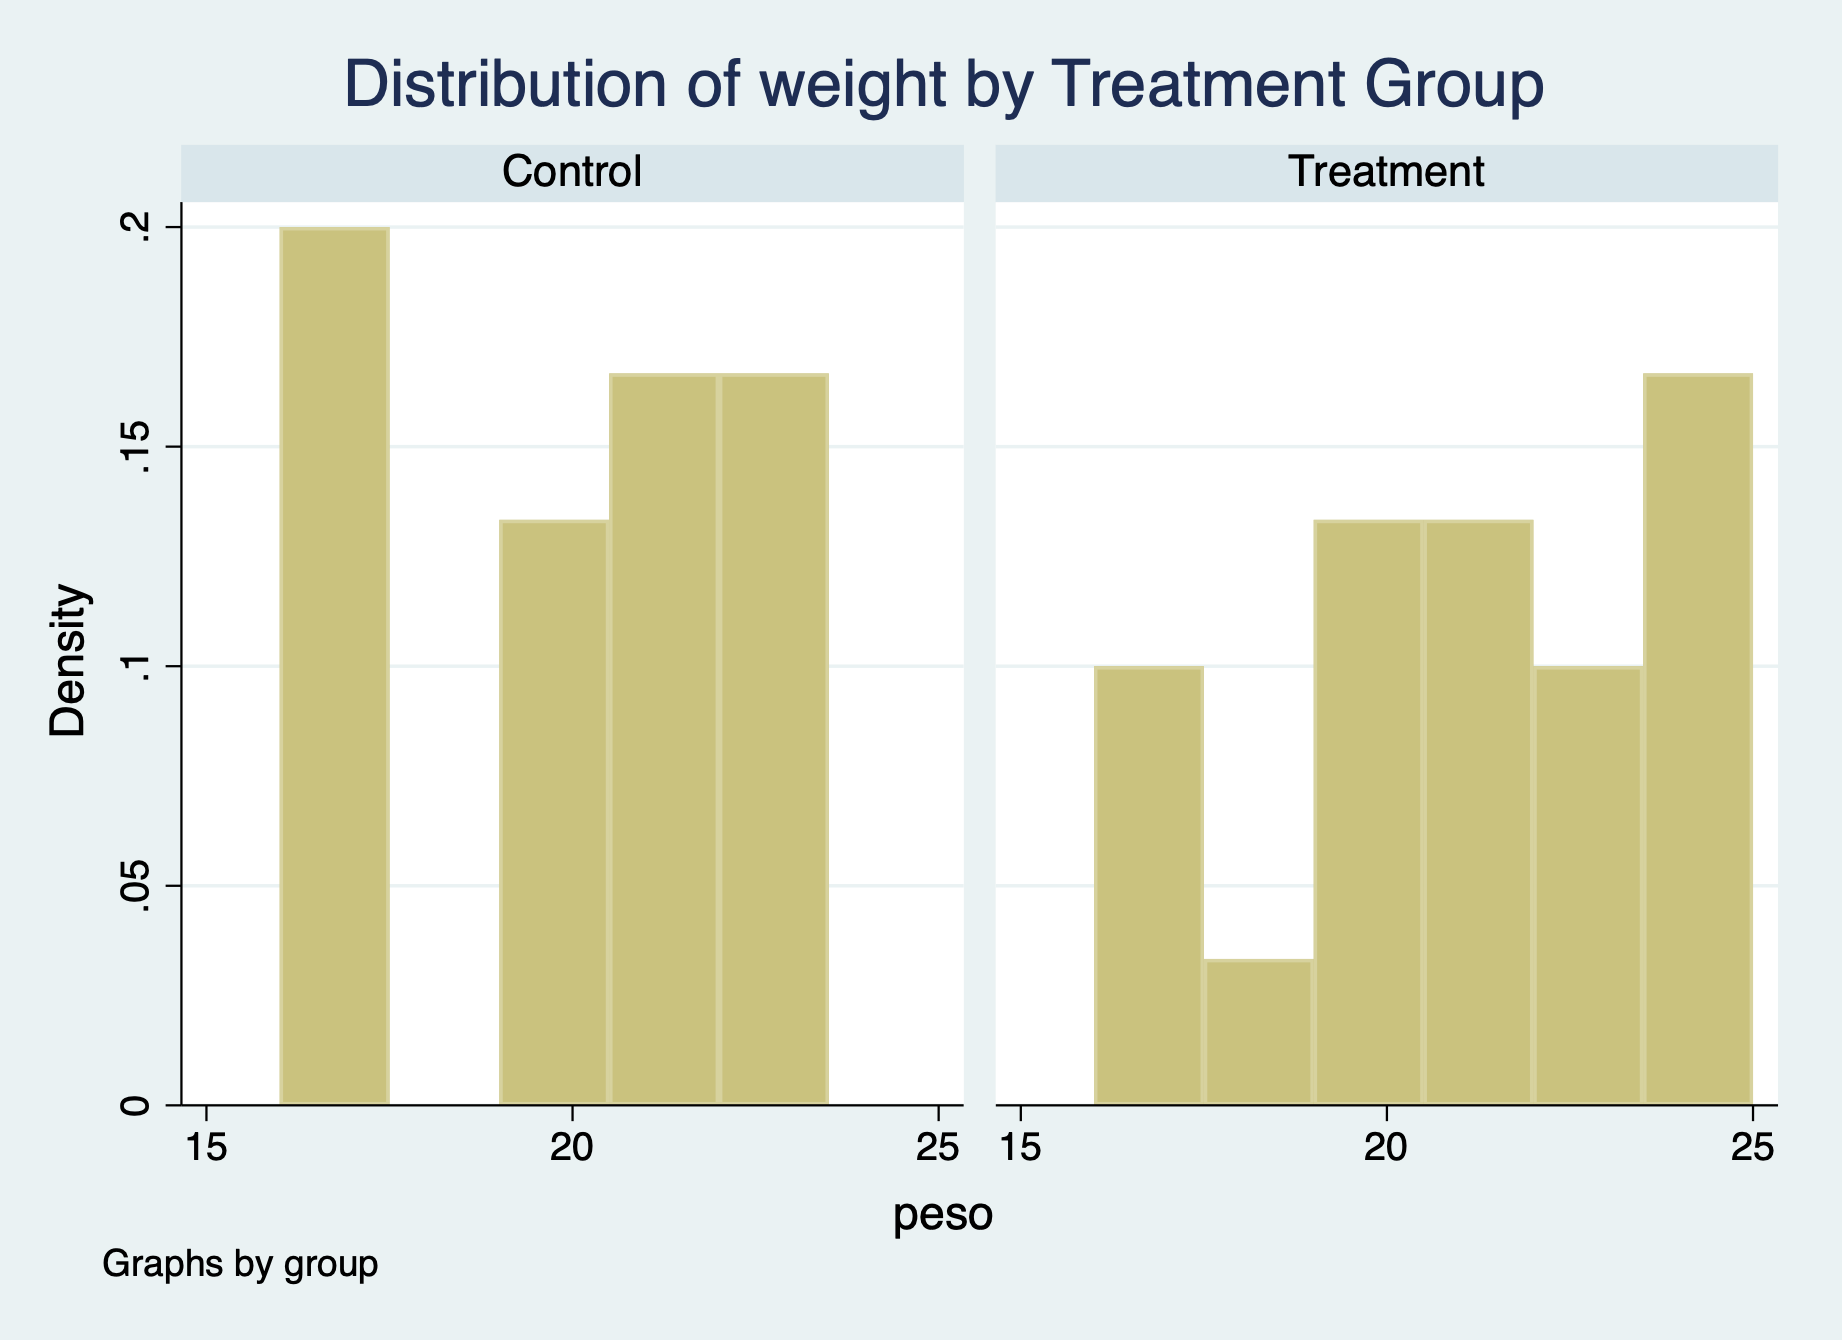 Distribution of weight by Treatment Group
Control
Treatment
.2
.15
.1
.05
0
Density
15 20 25
15 20 25
peso
Graphs by group